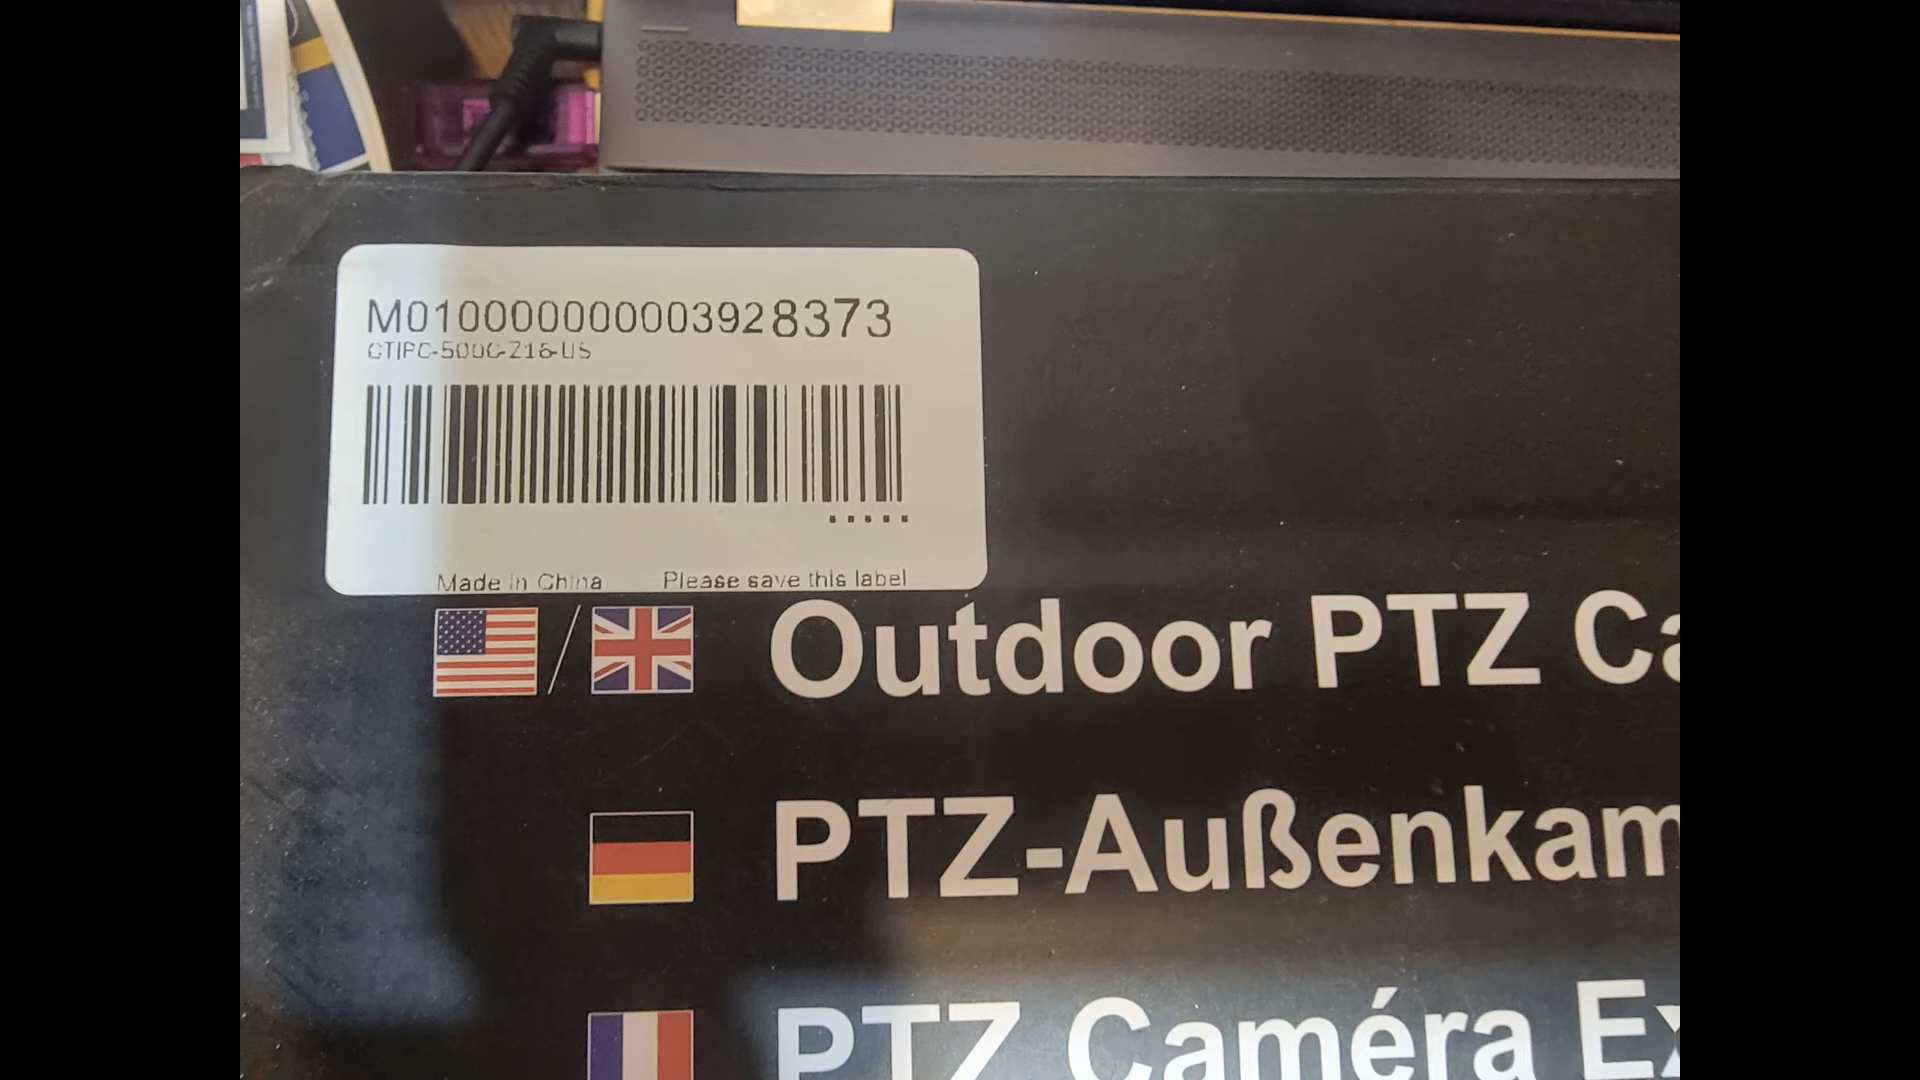 M0100000000003928373
CTIPC-500C-Z16-US
Made in China Please save this label
Outdoor PTZ Ca
PTZ-Außenkam
PTZ Caméra Ex